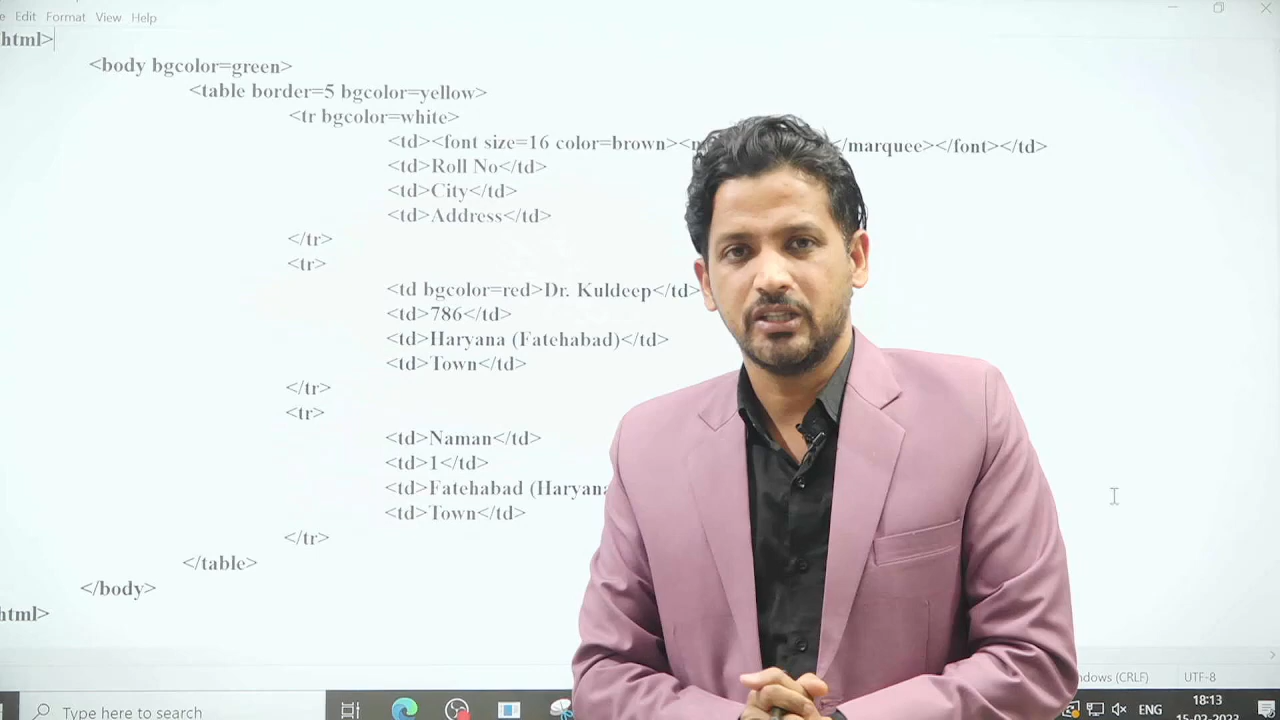 Edit Format View Help
html>
<body bgcolor=green>
<table border=5 bgcolor=yellow>
<tr bgcolor=white>
<td><font size=16 color=brown> /marquee></font></td>
<td>Roll No</td>
<td>City</td>
<td>Address</td>
</tr>
<tr>
<td bgcolor=red>Dr. Kuldeep</td>
<td>786</td>
<td>Haryana (Fatehabad)</td>
<td>Town</td>
</tr>
<tr>
<td>Naman</td>
<td>1</td>
<td>Fatehabad (Haryana
<td>Town</td>
</tr>
</table>
</body>
html>
ndows (CRLF) UTF-8
Type here to search
ENG
18:13
15-02-2023